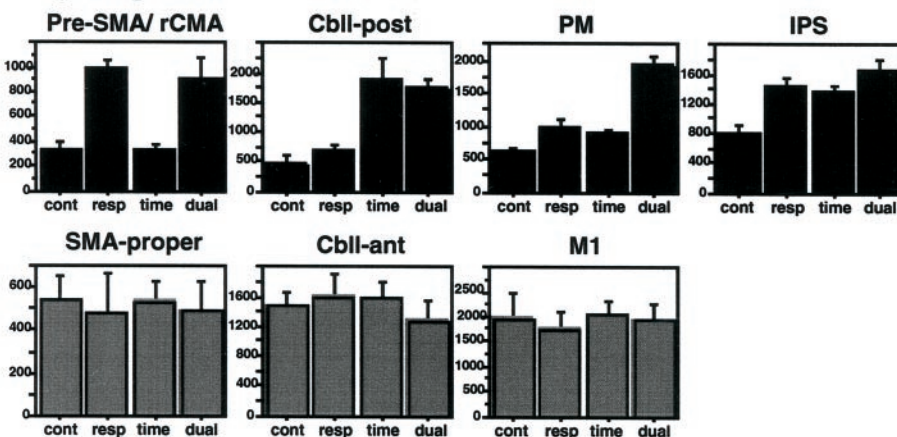 Pre-SMA/ rCMA
1000
800
600
400
200
0
cont resp time dual
Cbll-post
2000
1500
1000
500
0
cont resp time dual
PM
2000
1500
1000
500
0
cont resp time dual
IPS
1600
1200
800
400
0
cont resp time dual
SMA-proper
600
400
200
0
cont resp time dual
Cbll-ant
1600
1200
800
400
0
cont resp time dual
M1
2500
2000
1500
1000
500
0
cont resp time dual